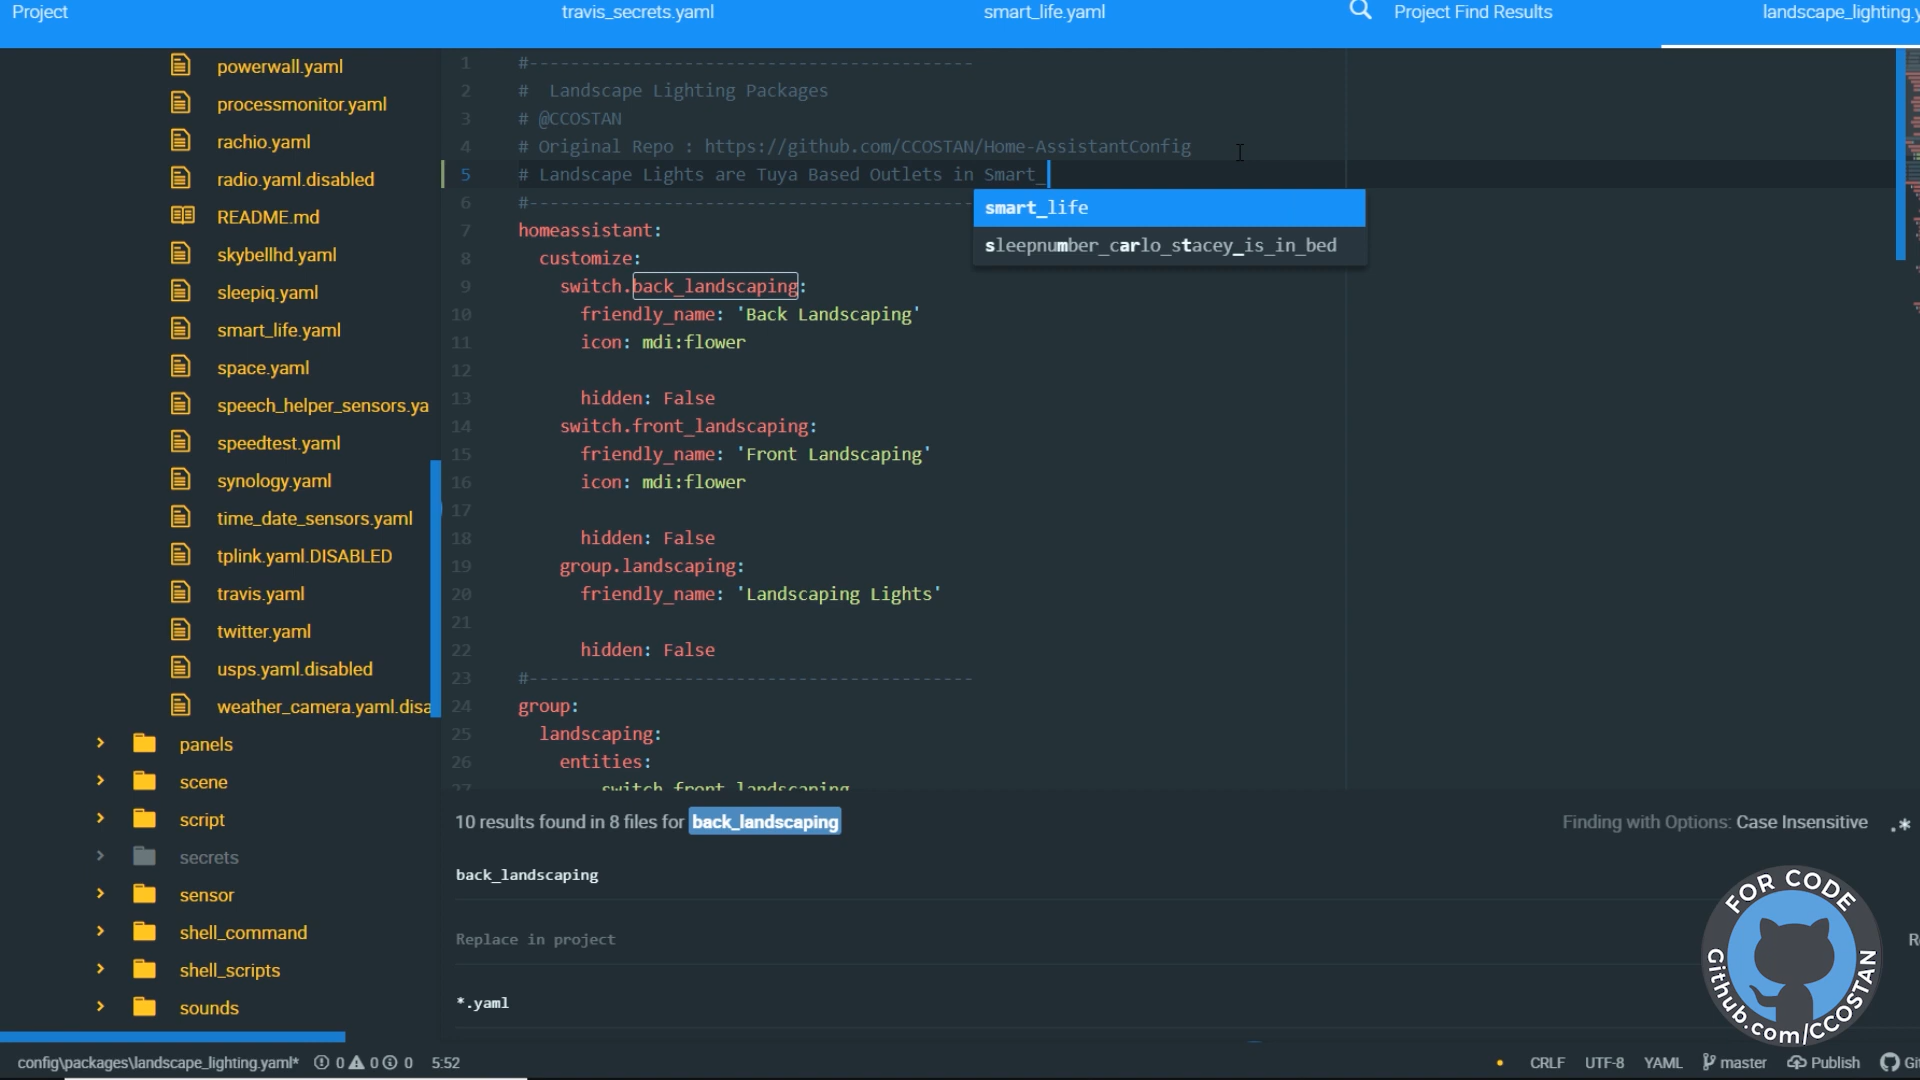 Project
travis_secrets.yaml
smart_life.yaml
Project Find Results
landscape_lighting.y
powerwall.yaml
processmonitor.yaml
rachio.yaml
radio.yaml.disabled
README.md
skybellhd.yaml
sleepiq.yaml
smart_life.yaml
space.yaml
speech_helper_sensors.ya
speedtest.yaml
synology.yaml
time_date_sensors.yaml
tplink.yaml.DISABLED
travis.yaml
twitter.yaml
usps.yaml.disabled
weather_camera.yaml.disa
panels
scene
script
secrets
sensor
shell_command
shell_scripts
sounds
1 #-------------------------------------------
2 #  Landscape Lighting Packages
3 # @CCOSTAN
4 # Original Repo : https://github.com/CCOSTAN/Home-AssistantConfig
5 # Landscape Lights are Tuya Based Outlets in Smart_
smart_life
sleepnumber_carlo_stacey_is_in_bed
6 #-------------------------------------------
7 homeassistant:
8 customize:
9 switch.back_landscaping:
10 friendly_name: 'Back Landscaping'
11 icon: mdi:flower
12
13 hidden: False
14 switch.front_landscaping:
15 friendly_name: 'Front Landscaping'
16 icon: mdi:flower
17
18 hidden: False
19 group.landscaping:
20 friendly_name: 'Landscaping Lights'
21
22 hidden: False
23 #-------------------------------------------
24 group:
25 landscaping:
26 entities:
27 switch.front_landscaping
10 results found in 8 files for back_landscaping
Finding with Options: Case Insensitive .*
back_landscaping
Replace in project
Re
*.yaml
FOR CODE
Github.com/CCOSTAN
config\packages\landscape_lighting.yaml* 0 0 0 5:52
CRLF UTF-8 YAML master Publish Git